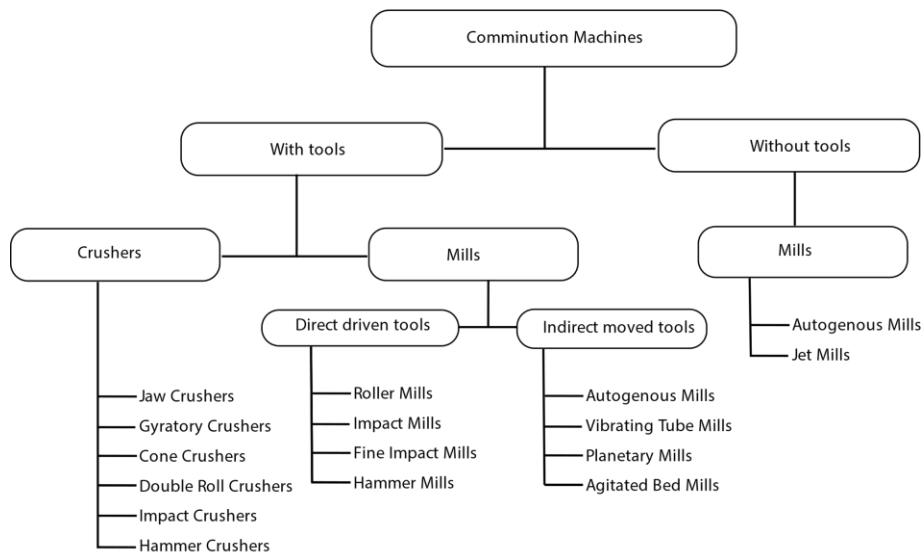 Comminution Machines
With tools
Without tools
Crushers
Mills
Mills
Direct driven tools
Indirect moved tools
Autogenous Mills
Jet Mills
Jaw Crushers
Gyratory Crushers
Cone Crushers
Double Roll Crushers
Impact Crushers
Hammer Crushers
Roller Mills
Impact Mills
Fine Impact Mills
Hammer Mills
Autogenous Mills
Vibrating Tube Mills
Planetary Mills
Agitated Bed Mills